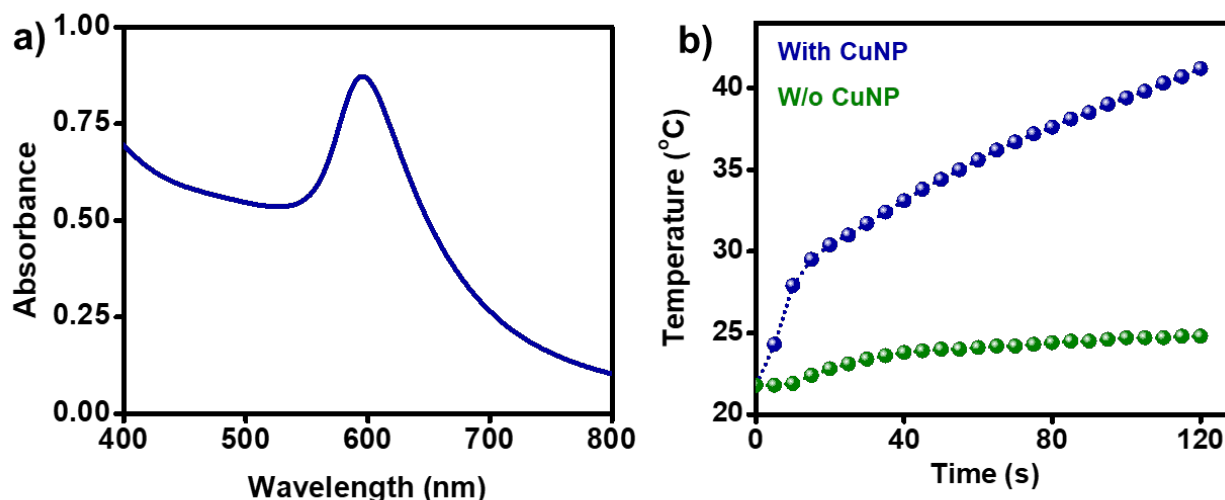 a)
1.00
0.75
0.50
0.25
0.00
Absorbance
400
500
600
700
800
Wavelength (nm)
b)
With CuNP
W/o CuNP
40
35
30
25
20
Temperature (°C)
0
40
80
120
Time (s)